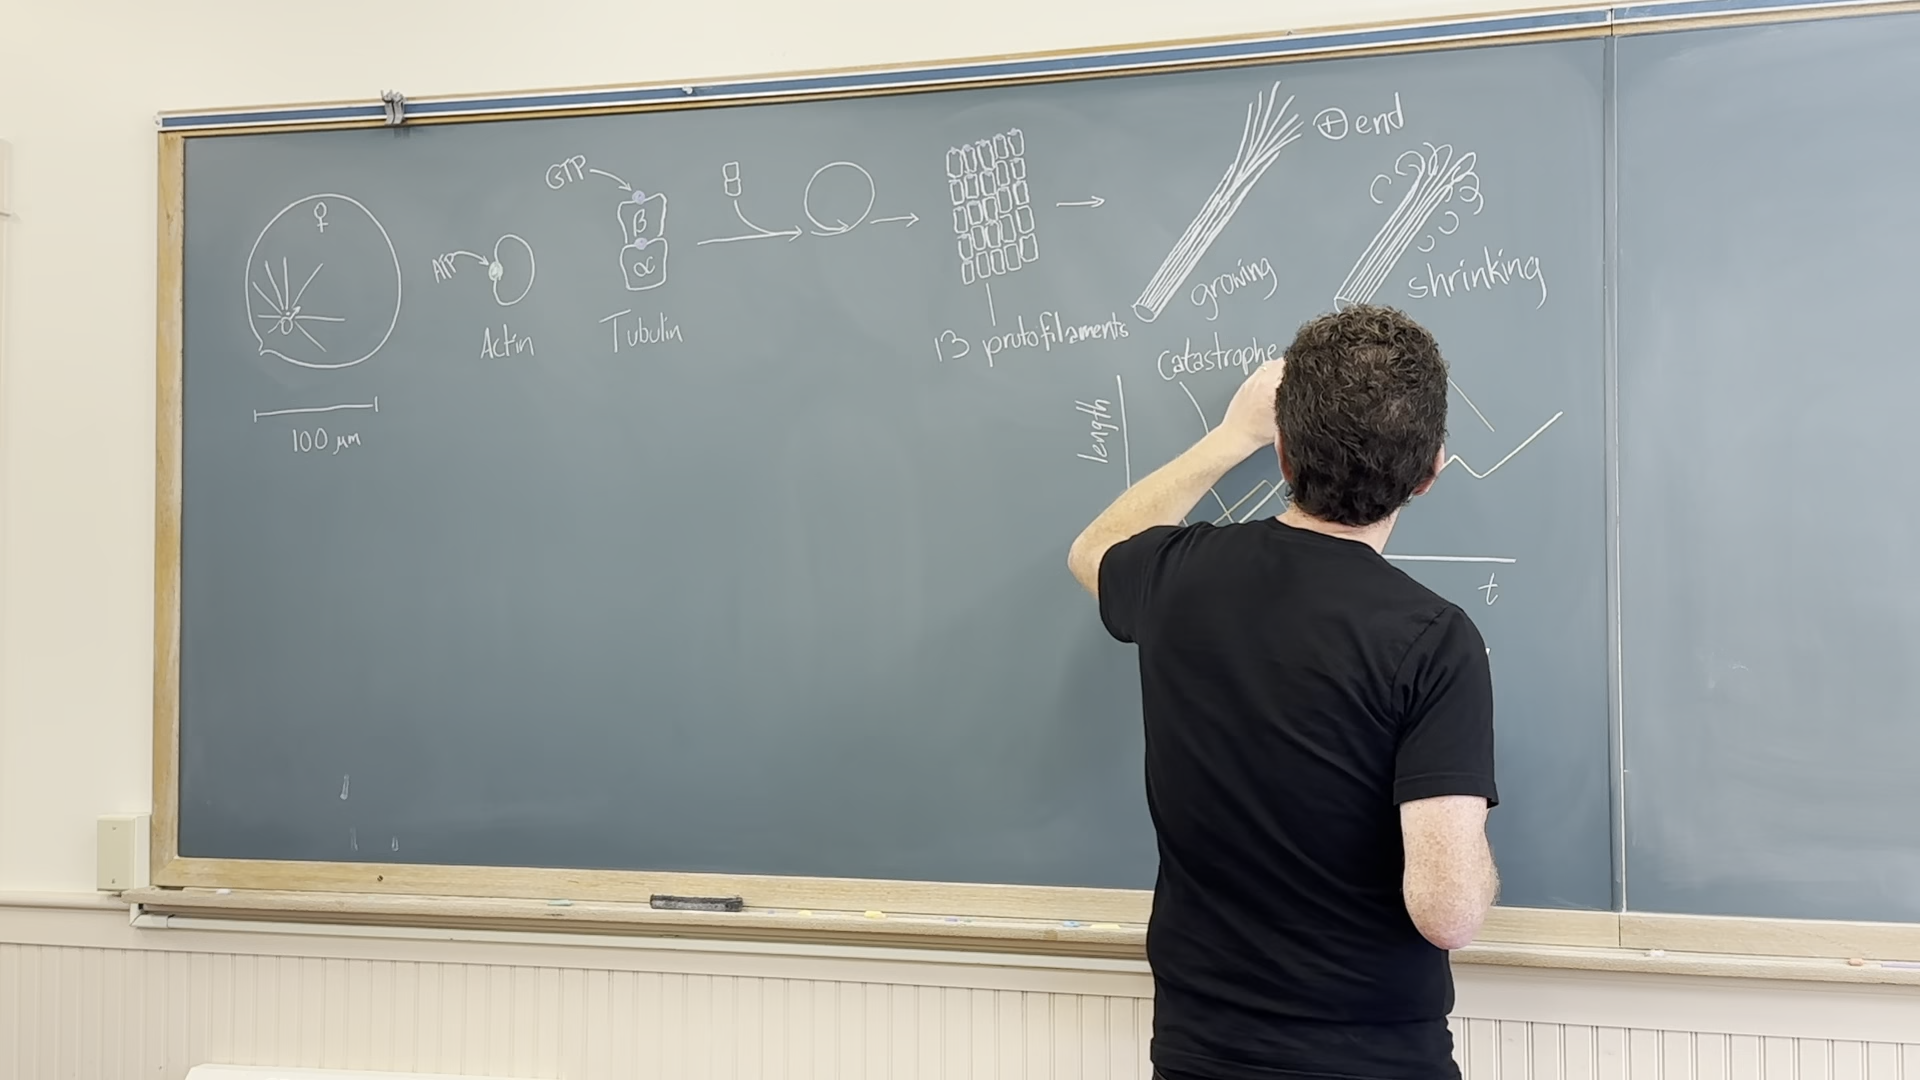 ♀
100 μm
ATP
Actin
GTP
β
α
Tubulin
13 protofilaments
⊕ end
growing
shrinking
Catastrophe
length
t